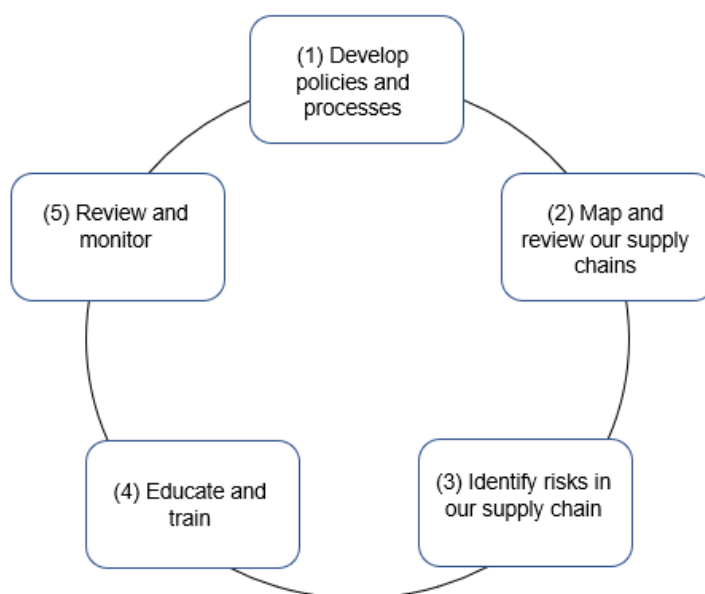 (1) Develop
policies and
processes
(2) Map and
review our supply
chains
(3) Identify risks in
our supply chain
(4) Educate and
train
(5) Review and
monitor